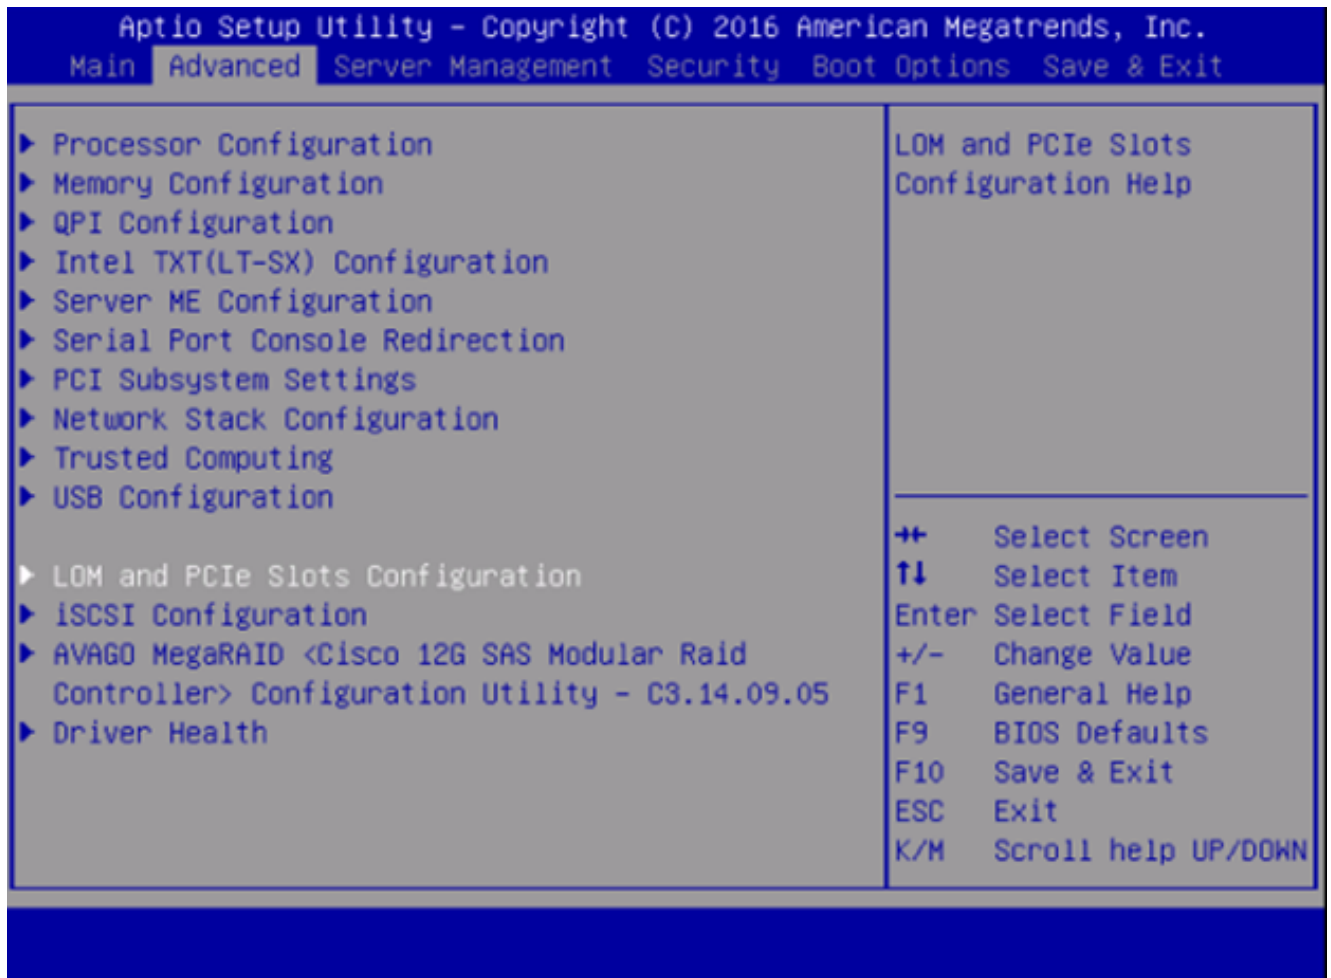 Aptio Setup Utility – Copyright (C) 2016 American Megatrends, Inc.
Main Advanced Server Management Security Boot Options Save & Exit
Processor Configuration
Memory Configuration
QPI Configuration
Intel TXT(LT-SX) Configuration
Server ME Configuration
Serial Port Console Redirection
PCI Subsystem Settings
Network Stack Configuration
Trusted Computing
USB Configuration
LOM and PCIe Slots Configuration
iSCSI Configuration
AVAGO MegaRAID <Cisco 12G SAS Modular Raid
Controller> Configuration Utility – C3.14.09.05
Driver Health
LOM and PCIe Slots
Configuration Help
→← Select Screen
↑↓ Select Item
Enter Select Field
+/- Change Value
F1 General Help
F9 BIOS Defaults
F10 Save & Exit
ESC Exit
K/M Scroll help UP/DOWN